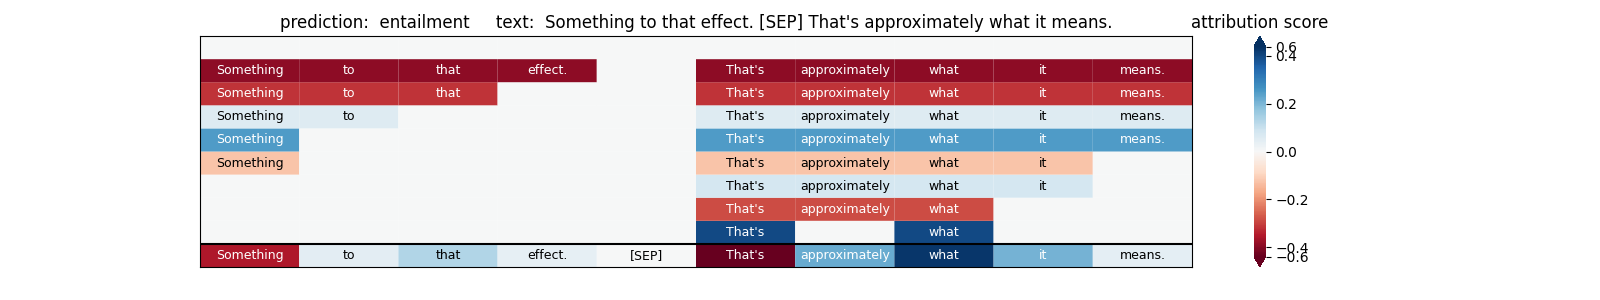 prediction:  entailment     text:  Something to that effect. [SEP] That's approximately what it means.
attribution score
Something to that effect. That's approximately what it means.
Something to that That's approximately what it means.
Something to That's approximately what it means.
Something That's approximately what it means.
Something That's approximately what it
That's approximately what it
That's approximately what
That's what
Something to that effect. [SEP] That's approximately what it means.
0.6
0.4
0.2
0.0
−0.2
−0.4
−0.6